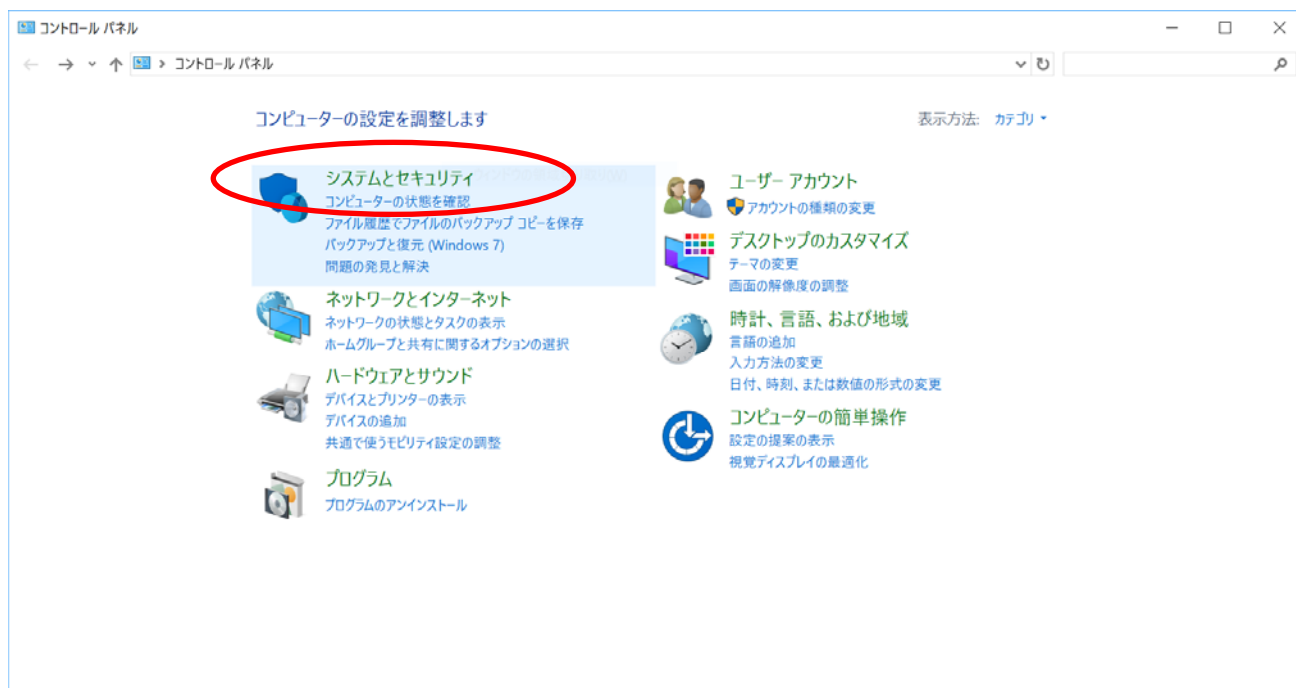 コントロール パネル
コントロール パネル
コンピューターの設定を調整します
表示方法: カテゴリ
システムとセキュリティ
コンピューターの状態を確認
ファイル履歴でファイルのバックアップ コピーを保存
バックアップと復元 (Windows 7)
問題の発見と解決
ネットワークとインターネット
ネットワークの状態とタスクの表示
ホームグループと共有に関するオプションの選択
ハードウェアとサウンド
デバイスとプリンターの表示
デバイスの追加
共通で使うモビリティ設定の調整
プログラム
プログラムのアンインストール
ユーザー アカウント
アカウントの種類の変更
デスクトップのカスタマイズ
テーマの変更
画面の解像度の調整
時計、言語、および地域
言語の追加
入力方法の変更
日付、時刻、または数値の形式の変更
コンピューターの簡単操作
設定の提案の表示
視覚ディスプレイの最適化